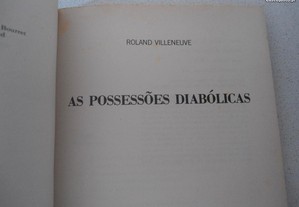 ROLAND VILLENEUVE
AS POSSESSÕES DIABÓLICAS